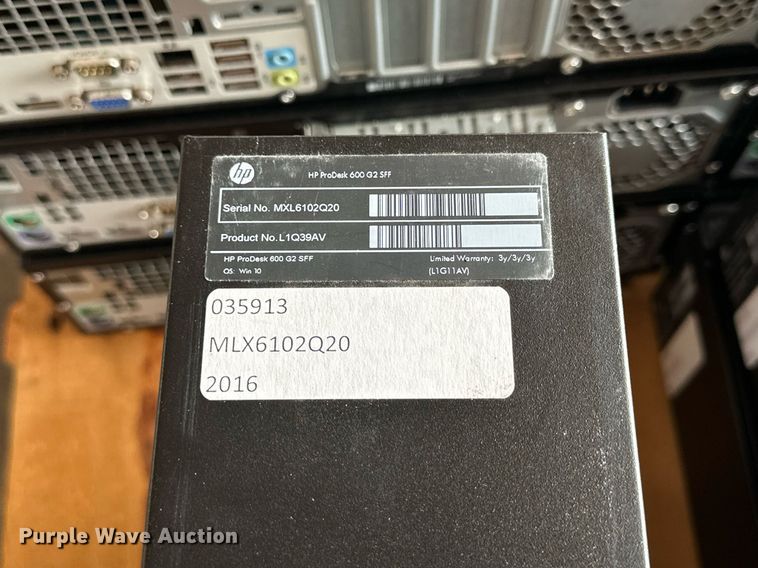 hp
HP ProDesk 600 G2 SFF
Serial No. MXL6102Q20
Product No. L1Q39AV
HP ProDesk 600 G2 SFF Limited Warranty: 3y/3y/3y
OS: Win 10 (L1G11AV)
035913
MLX6102Q20
2016
Purple Wave Auction